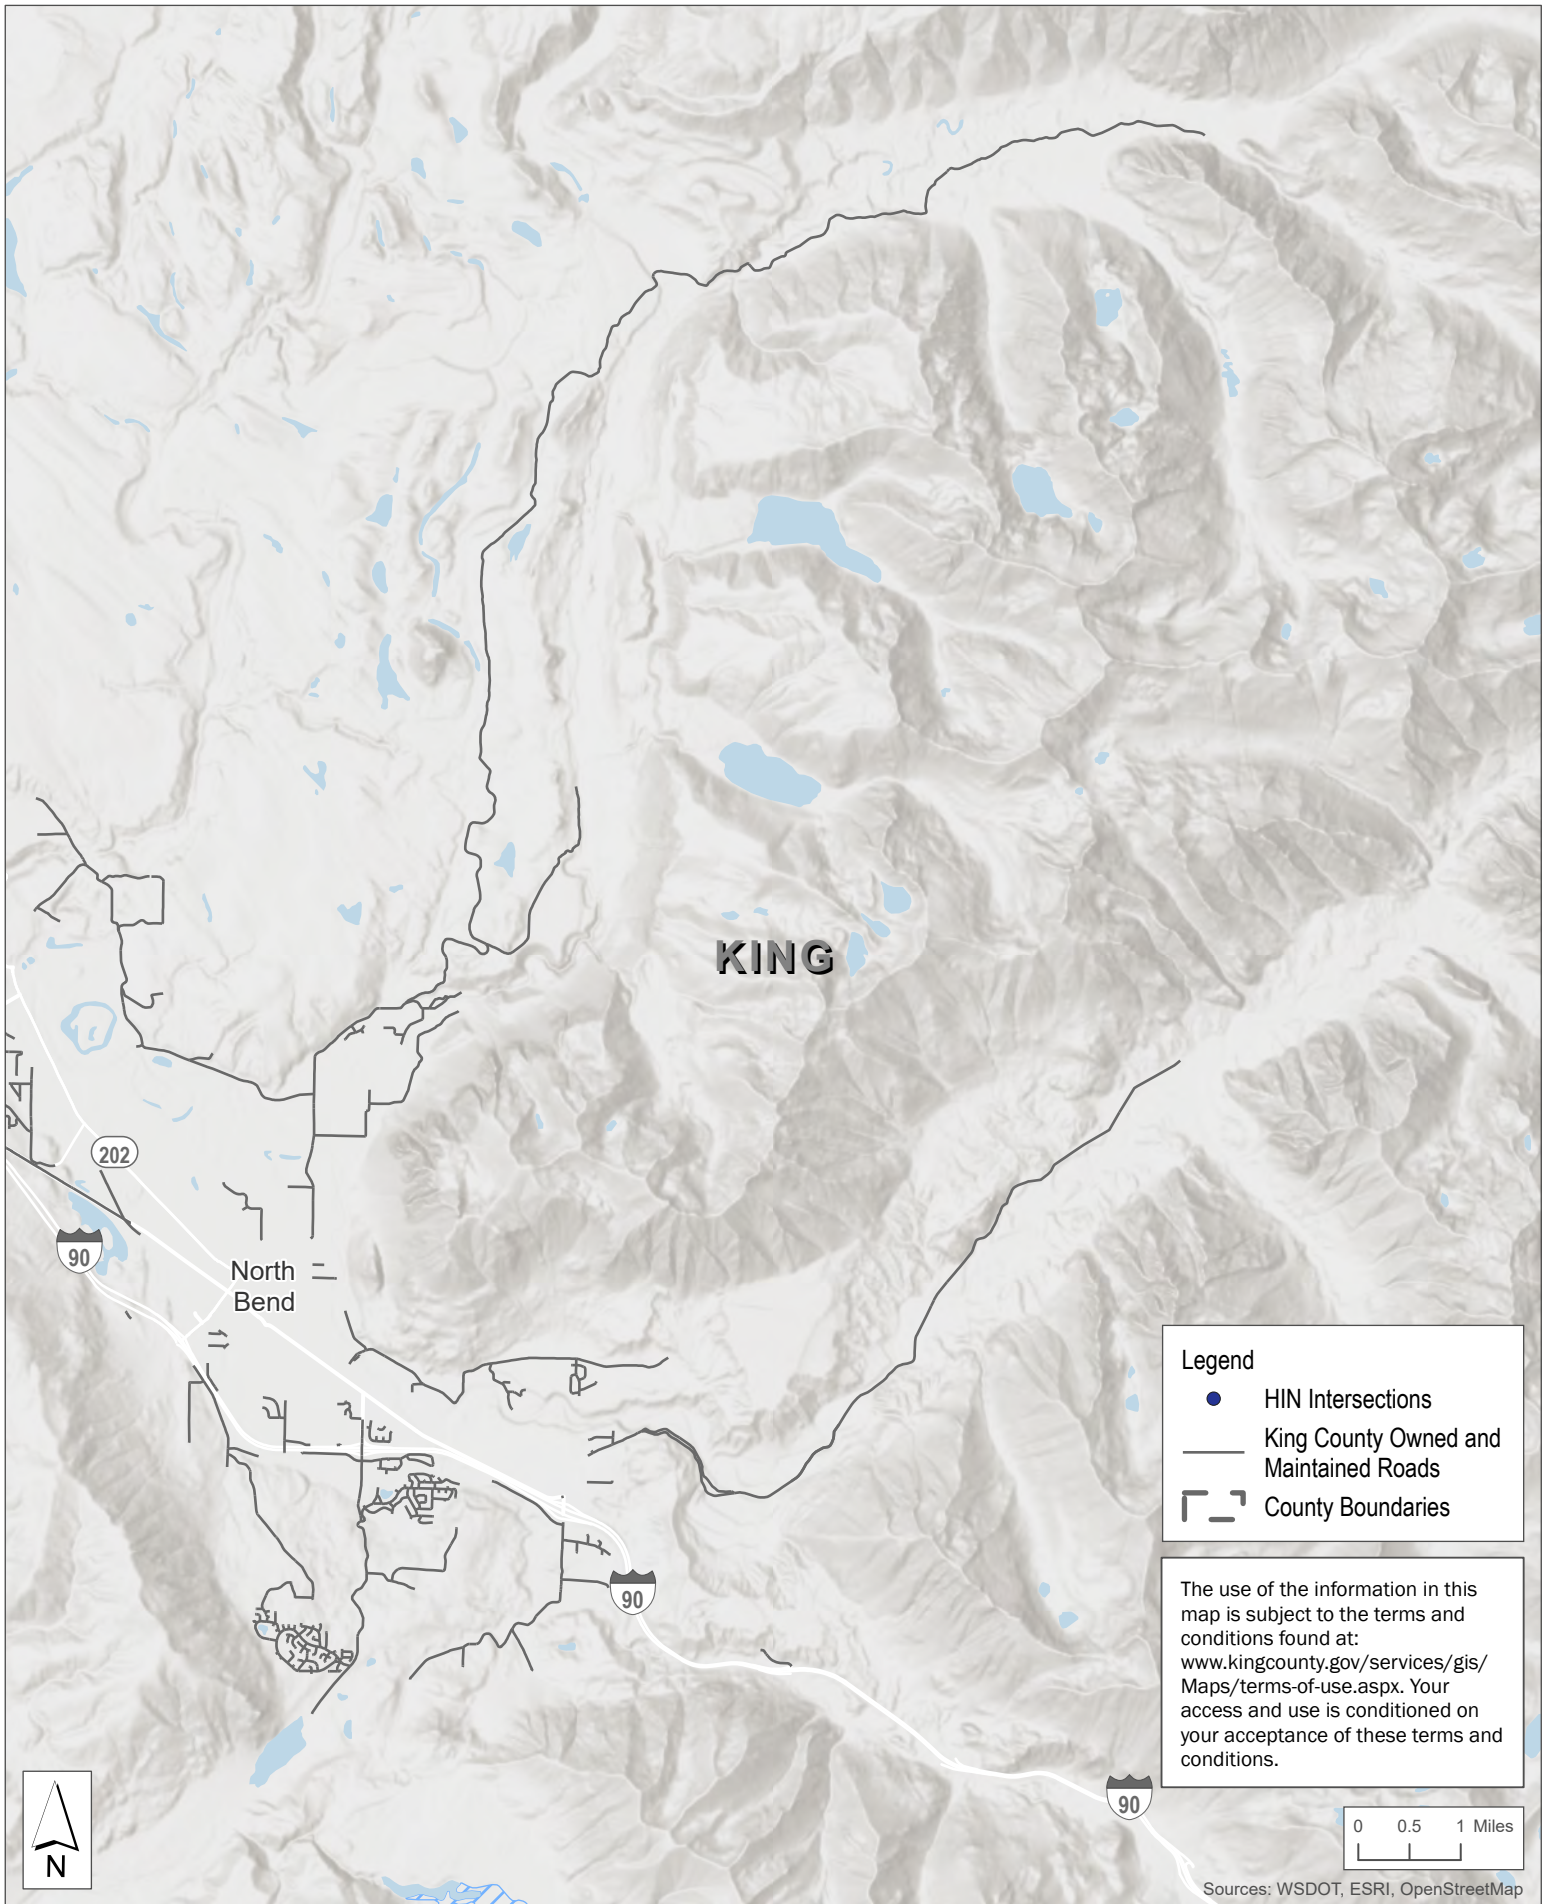 KING
202
90
North
Bend
90
90
Legend
HIN Intersections
King County Owned and
Maintained Roads
County Boundaries
The use of the information in this
map is subject to the terms and
conditions found at:
www.kingcounty.gov/services/gis/
Maps/terms-of-use.aspx. Your
access and use is conditioned on
your acceptance of these terms and
conditions.
0 0.5 1 Miles
N
Sources: WSDOT, ESRI, OpenStreetMap